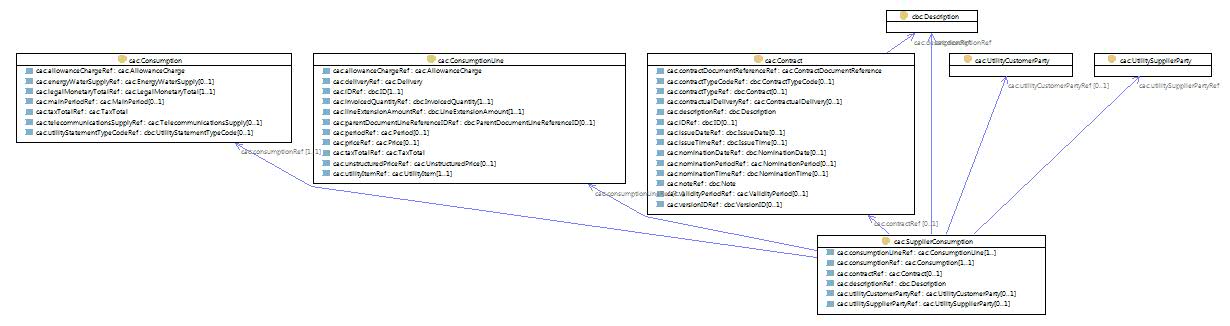 cbc:Description
cac:descriptionRef
cac:Consumption
cac:allowanceChargeRef : cac:AllowanceCharge
cac:energyWaterSupplyRef : cac:EnergyWaterSupply[0..1]
cac:legalMonetaryTotalRef : cac:LegalMonetaryTotal[1..1]
cac:mainPeriodRef : cac:MainPeriod[0..1]
cac:taxTotalRef : cac:TaxTotal
cac:telecommunicationsSupplyRef : cac:TelecommunicationsSupply[0..1]
cac:utilityStatementTypeCodeRef : cbc:UtilityStatementTypeCode[0..1]
cac:consumptionRef [1..1]
cac:ConsumptionLine
cac:allowanceChargeRef : cac:AllowanceCharge
cac:deliveryRef : cac:Delivery
cac:IDRef : cbc:ID[1..1]
cac:invoicedQuantityRef : cbc:InvoicedQuantity[1..1]
cac:lineExtensionAmountRef : cbc:LineExtensionAmount[1..1]
cac:parentDocumentLineReferenceIDRef : cbc:ParentDocumentLineReferenceID[0..1]
cac:periodRef : cac:Period[0..1]
cac:priceRef : cac:Price[0..1]
cac:taxTotalRef : cac:TaxTotal
cac:unstructuredPriceRef : cac:UnstructuredPrice[0..1]
cac:utilityItemRef : cac:UtilityItem[1..1]
cac:Contract
cac:contractDocumentReferenceRef : cac:ContractDocumentReference
cac:contractTypeCodeRef : cbc:ContractTypeCode[0..1]
cac:contractTypeRef : cbc:Contract[0..1]
cac:contractualDeliveryRef : cac:ContractualDelivery[0..1]
cac:descriptionRef : cbc:Description
cac:IDRef : cbc:ID[0..1]
cac:issueDateRef : cbc:IssueDate[0..1]
cac:issueTimeRef : cbc:IssueTime[0..1]
cac:nominationDateRef : cbc:NominationDate[0..1]
cac:nominationPeriodRef : cac:NominationPeriod[0..1]
cac:nominationTimeRef : cbc:NominationTime[0..1]
cac:noteRef : cbc:Note
cac:validityPeriodRef : cac:ValidityPeriod[0..1]
cac:versionIDRef : cbc:VersionID[0..1]
cac:contractRef [0..1]
cac:UtilityCustomerParty
cac:utilityCustomerPartyRef [0..1]
cac:UtilitySupplierParty
cac:utilitySupplierPartyRef
cac:SupplierConsumption
cac:consumptionLineRef : cac:ConsumptionLine[1..]
cac:consumptionRef : cac:Consumption[1..1]
cac:contractRef : cac:Contract[0..1]
cac:descriptionRef : cbc:Description
cac:utilityCustomerPartyRef : cac:UtilityCustomerParty[0..1]
cac:utilitySupplierPartyRef : cac:UtilitySupplierParty[0..1]